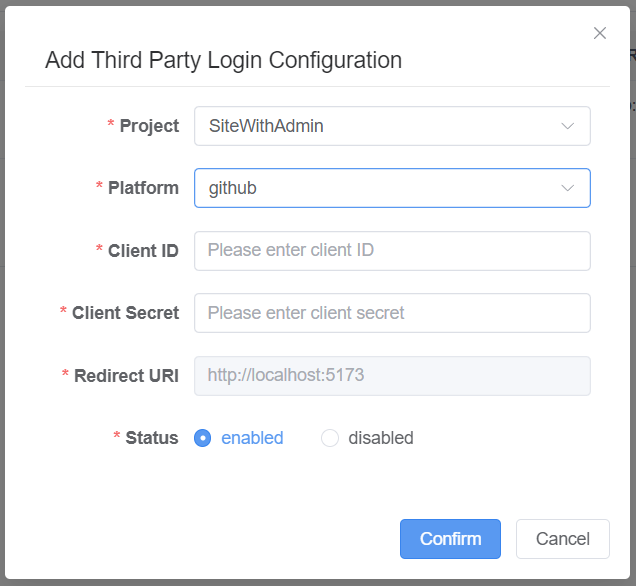 Add Third Party Login Configuration
* Project SiteWithAdmin
* Platform github
* Client ID Please enter client ID
* Client Secret Please enter client secret
* Redirect URI http://localhost:5173
* Status enabled disabled
Confirm Cancel